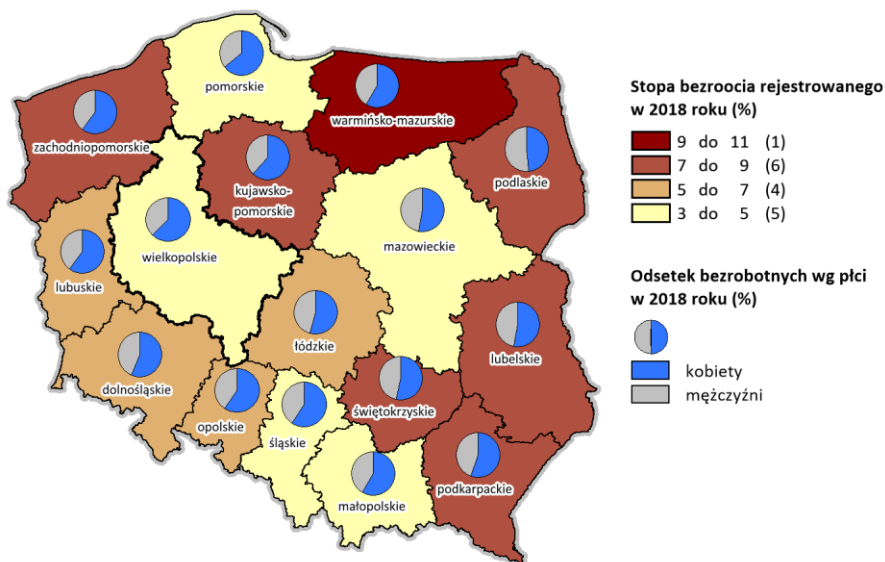 pomorskie
warmińsko-mazurskie
zachodniopomorskie
podlaskie
kujawsko-
pomorskie
mazowieckie
wielkopolskie
lubuskie
łódzkie
lubelskie
dolnośląskie
opolskie
śląskie
świętokrzyskie
małopolskie
podkarpackie
Stopa bezroocia rejestrowanego
w 2018 roku (%)
9 do 11 (1)
7 do 9 (6)
5 do 7 (4)
3 do 5 (5)
Odsetek bezrobotnych wg płci
w 2018 roku (%)
kobiety
mężczyźni